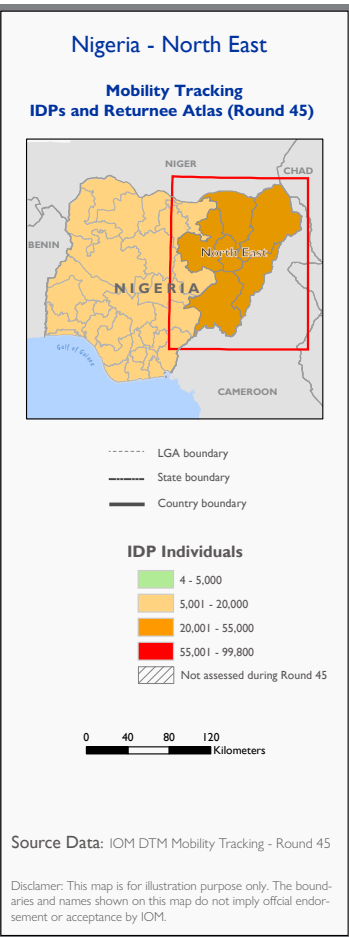 Nigeria - North East
Mobility Tracking
IDPs and Returnee Atlas (Round 45)
NIGER
CHAD
BENIN
North East
NIGERIA
Gulf of Guinea
CAMEROON
LGA boundary
State boundary
Country boundary
IDP Individuals
4 - 5,000
5,001 - 20,000
20,001 - 55,000
55,001 - 99,800
Not assessed during Round 45
0 40 80 120
Kilometers
Source Data: IOM DTM Mobility Tracking - Round 45
Disclamer: This map is for illustration purpose only. The bound-
aries and names shown on this map do not imply offcial endor-
sement or acceptance by IOM.